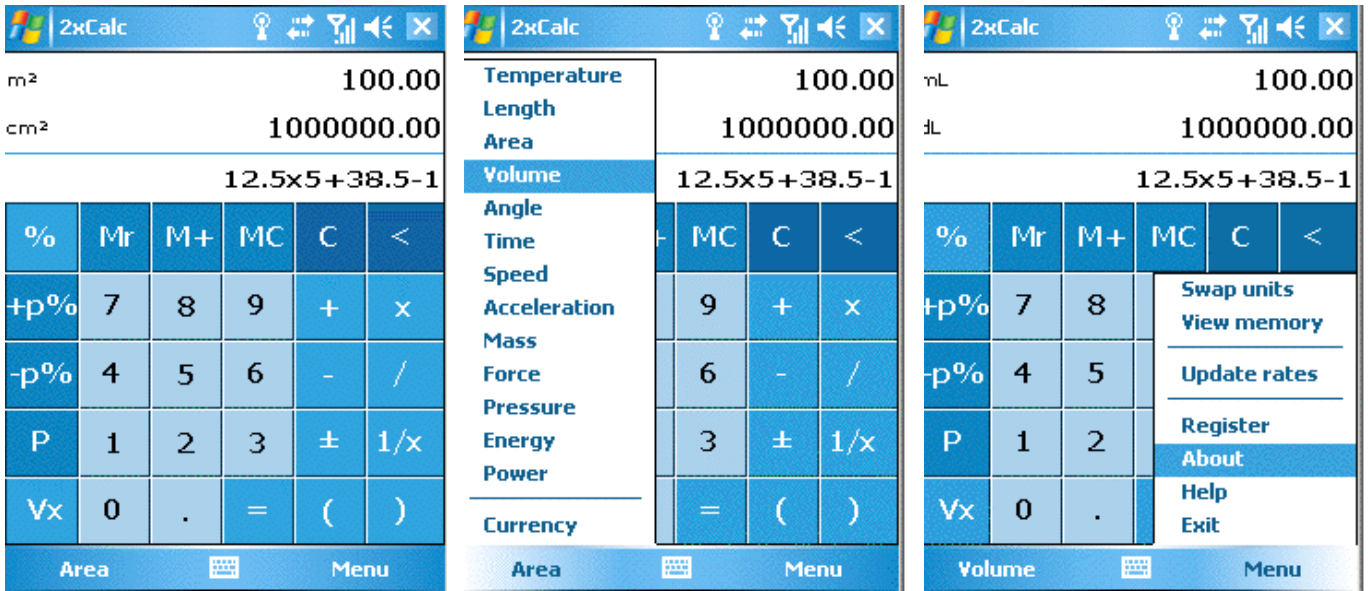 2xCalc
m² 100.00
cm² 1000000.00
12.5x5+38.5-1
% Mr M+ MC C <
+p% 7 8 9 + x
-p% 4 5 6 - /
P 1 2 3 ± 1/x
Vx 0 . = ( )
Area Menu
2xCalc
Temperature
Length
Area
Volume
Angle
Time
Speed
Acceleration
Mass
Force
Pressure
Energy
Power
Currency
100.00
1000000.00
12.5x5+38.5-1
MC C <
9 + x
6 - /
3 ± 1/x
= ( )
Area Menu
2xCalc
mL 100.00
dL 1000000.00
12.5x5+38.5-1
% Mr M+ MC C <
+p% 7 8
-p% 4 5
P 1 2
Vx 0 .
Swap units
View memory
Update rates
Register
About
Help
Exit
Volume Menu